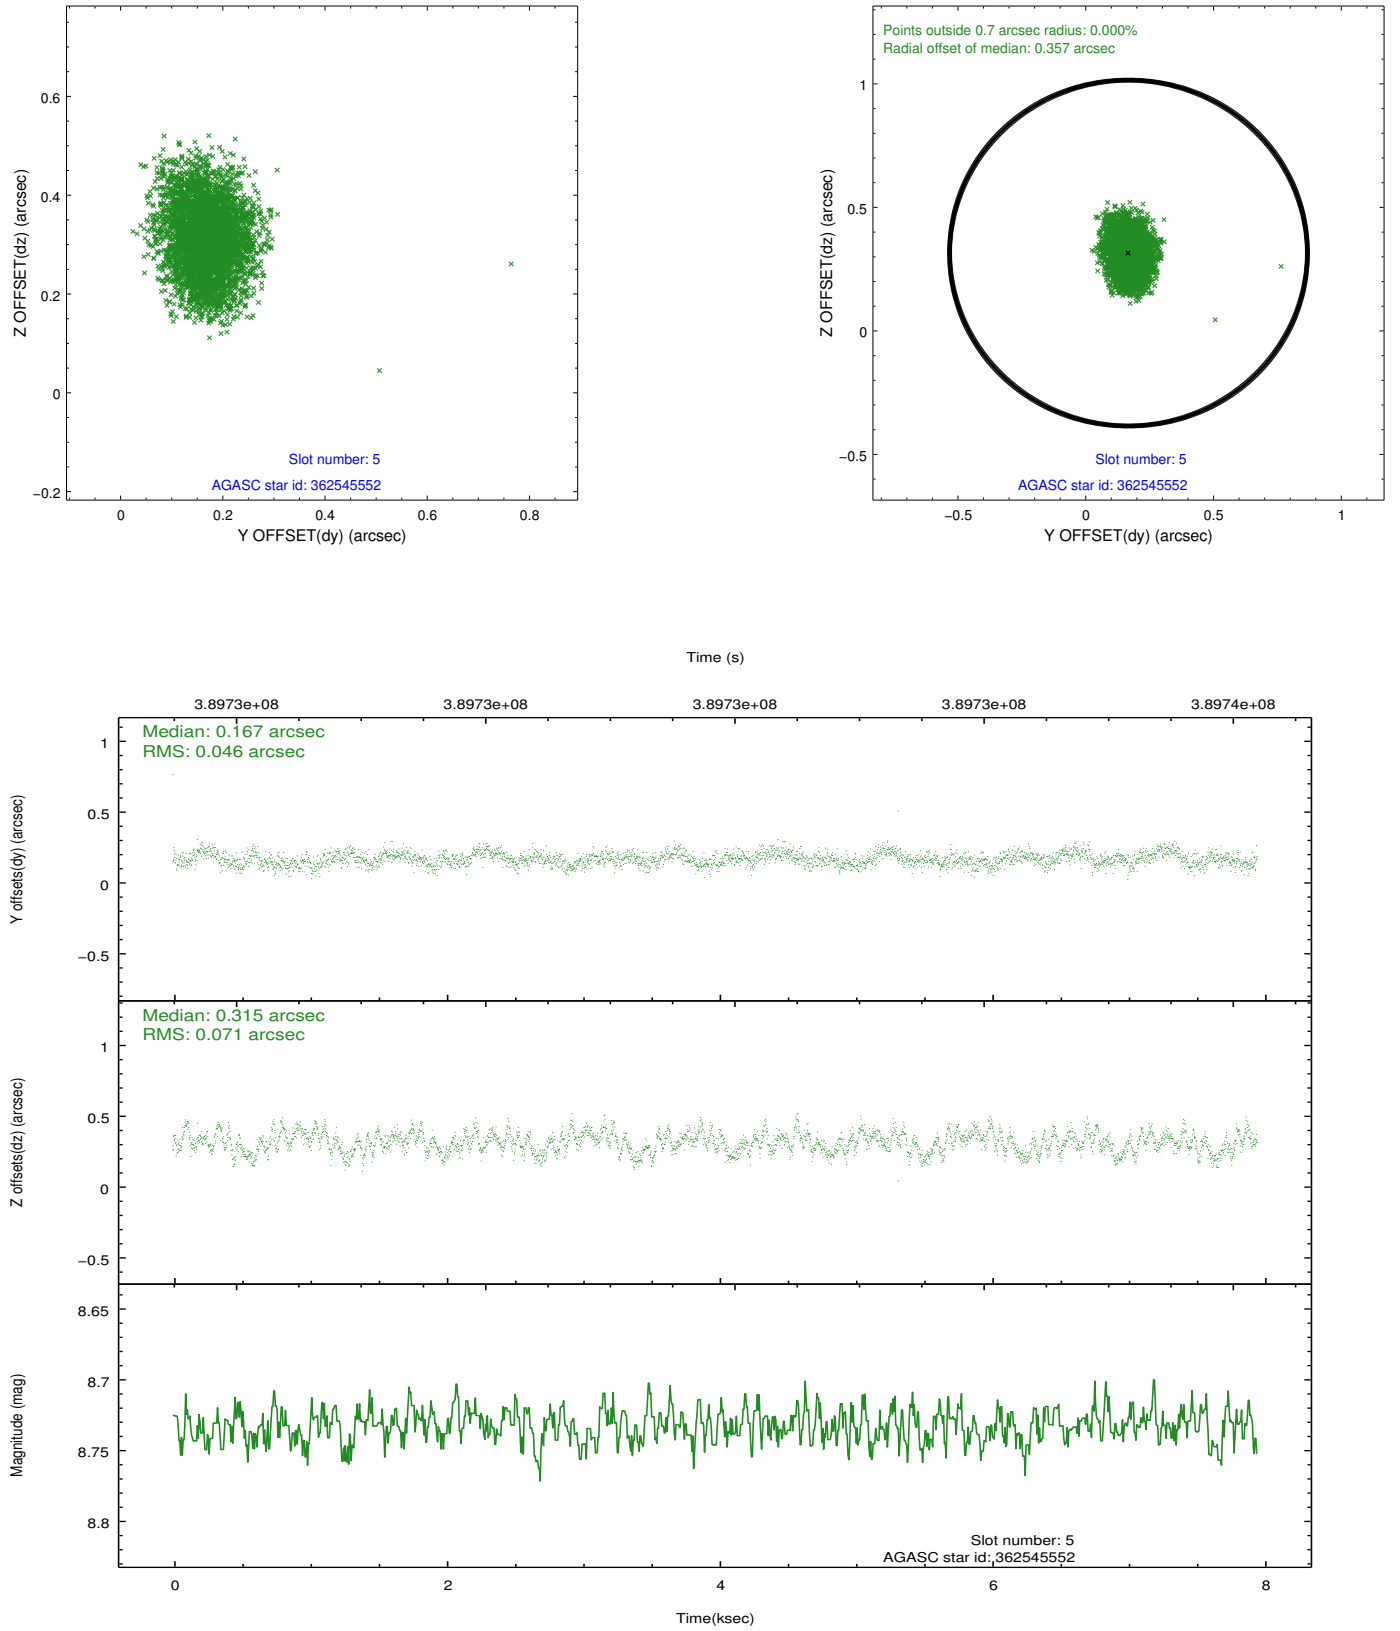 0.6
0.4
0.2
0
−0.2
Z OFFSET(dz) (arcsec)
Slot number: 5
AGASC star id: 362545552
0 0.2 0.4 0.6 0.8
Y OFFSET(dy) (arcsec)
Points outside 0.7 arcsec radius: 0.000%
Radial offset of median: 0.357 arcsec
1
0.5
0
−0.5
Z OFFSET(dz) (arcsec)
Slot number: 5
AGASC star id: 362545552
−0.5 0 0.5 1
Y OFFSET(dy) (arcsec)
Time (s)
3.8973e+08 3.8973e+08 3.8973e+08 3.8973e+08 3.8974e+08
Median: 0.167 arcsec
RMS: 0.046 arcsec
1
0.5
0
−0.5
Y offsets(dy) (arcsec)
Median: 0.315 arcsec
RMS: 0.071 arcsec
1
0.5
0
−0.5
Z offsets(dz) (arcsec)
8.65
8.7
8.75
8.8
Magnitude (mag)
Slot number: 5
AGASC star id: 362545552
0 2 4 6 8
Time(ksec)